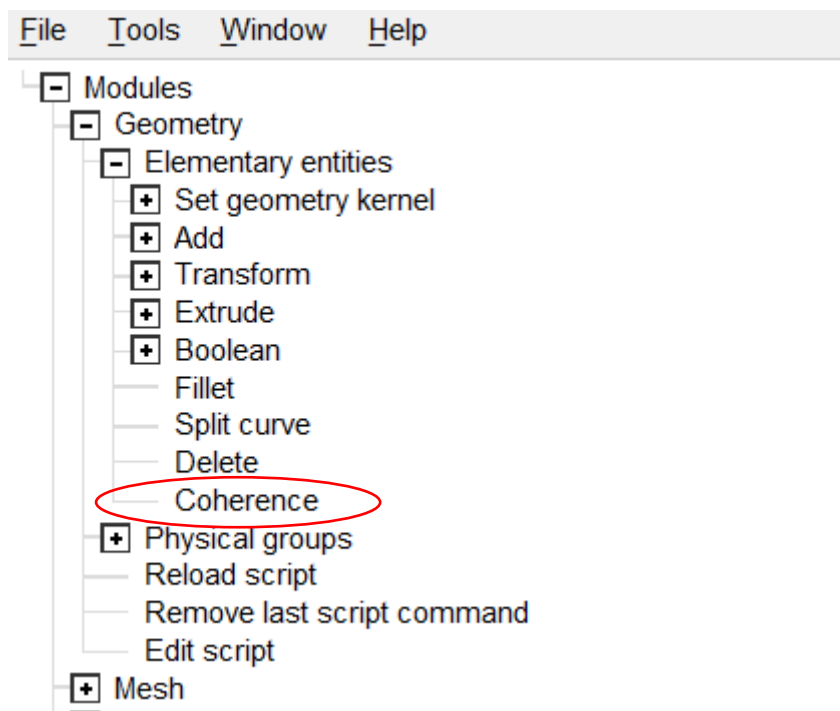 File Tools Window Help
Modules
Geometry
Elementary entities
Set geometry kernel
Add
Transform
Extrude
Boolean
Fillet
Split curve
Delete
Coherence
Physical groups
Reload script
Remove last script command
Edit script
Mesh